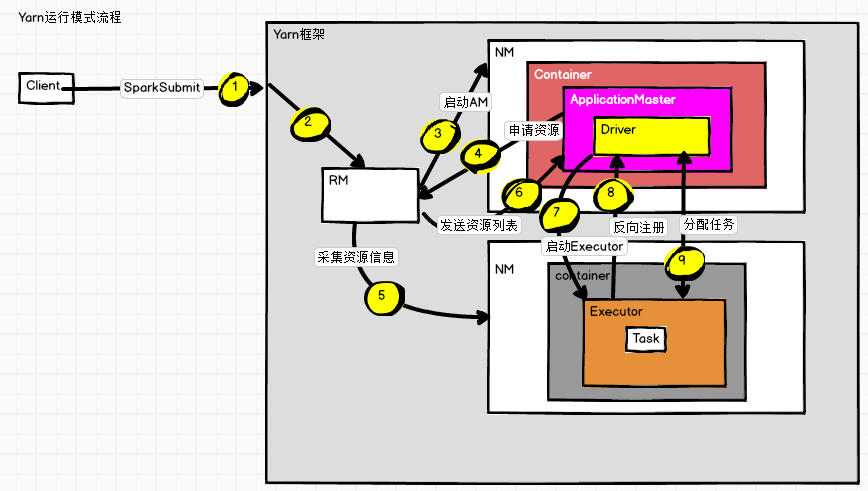 Yarn运行模式流程
Yarn框架
NM
Client
SparkSubmit
1
Container
ApplicationMaster
启动AM
2
3
申请资源
Driver
4
RM
6
7
8
发送资源列表
反向注册
分配任务
启动Executor
采集资源信息
9
NM
container
5
Executor
Task